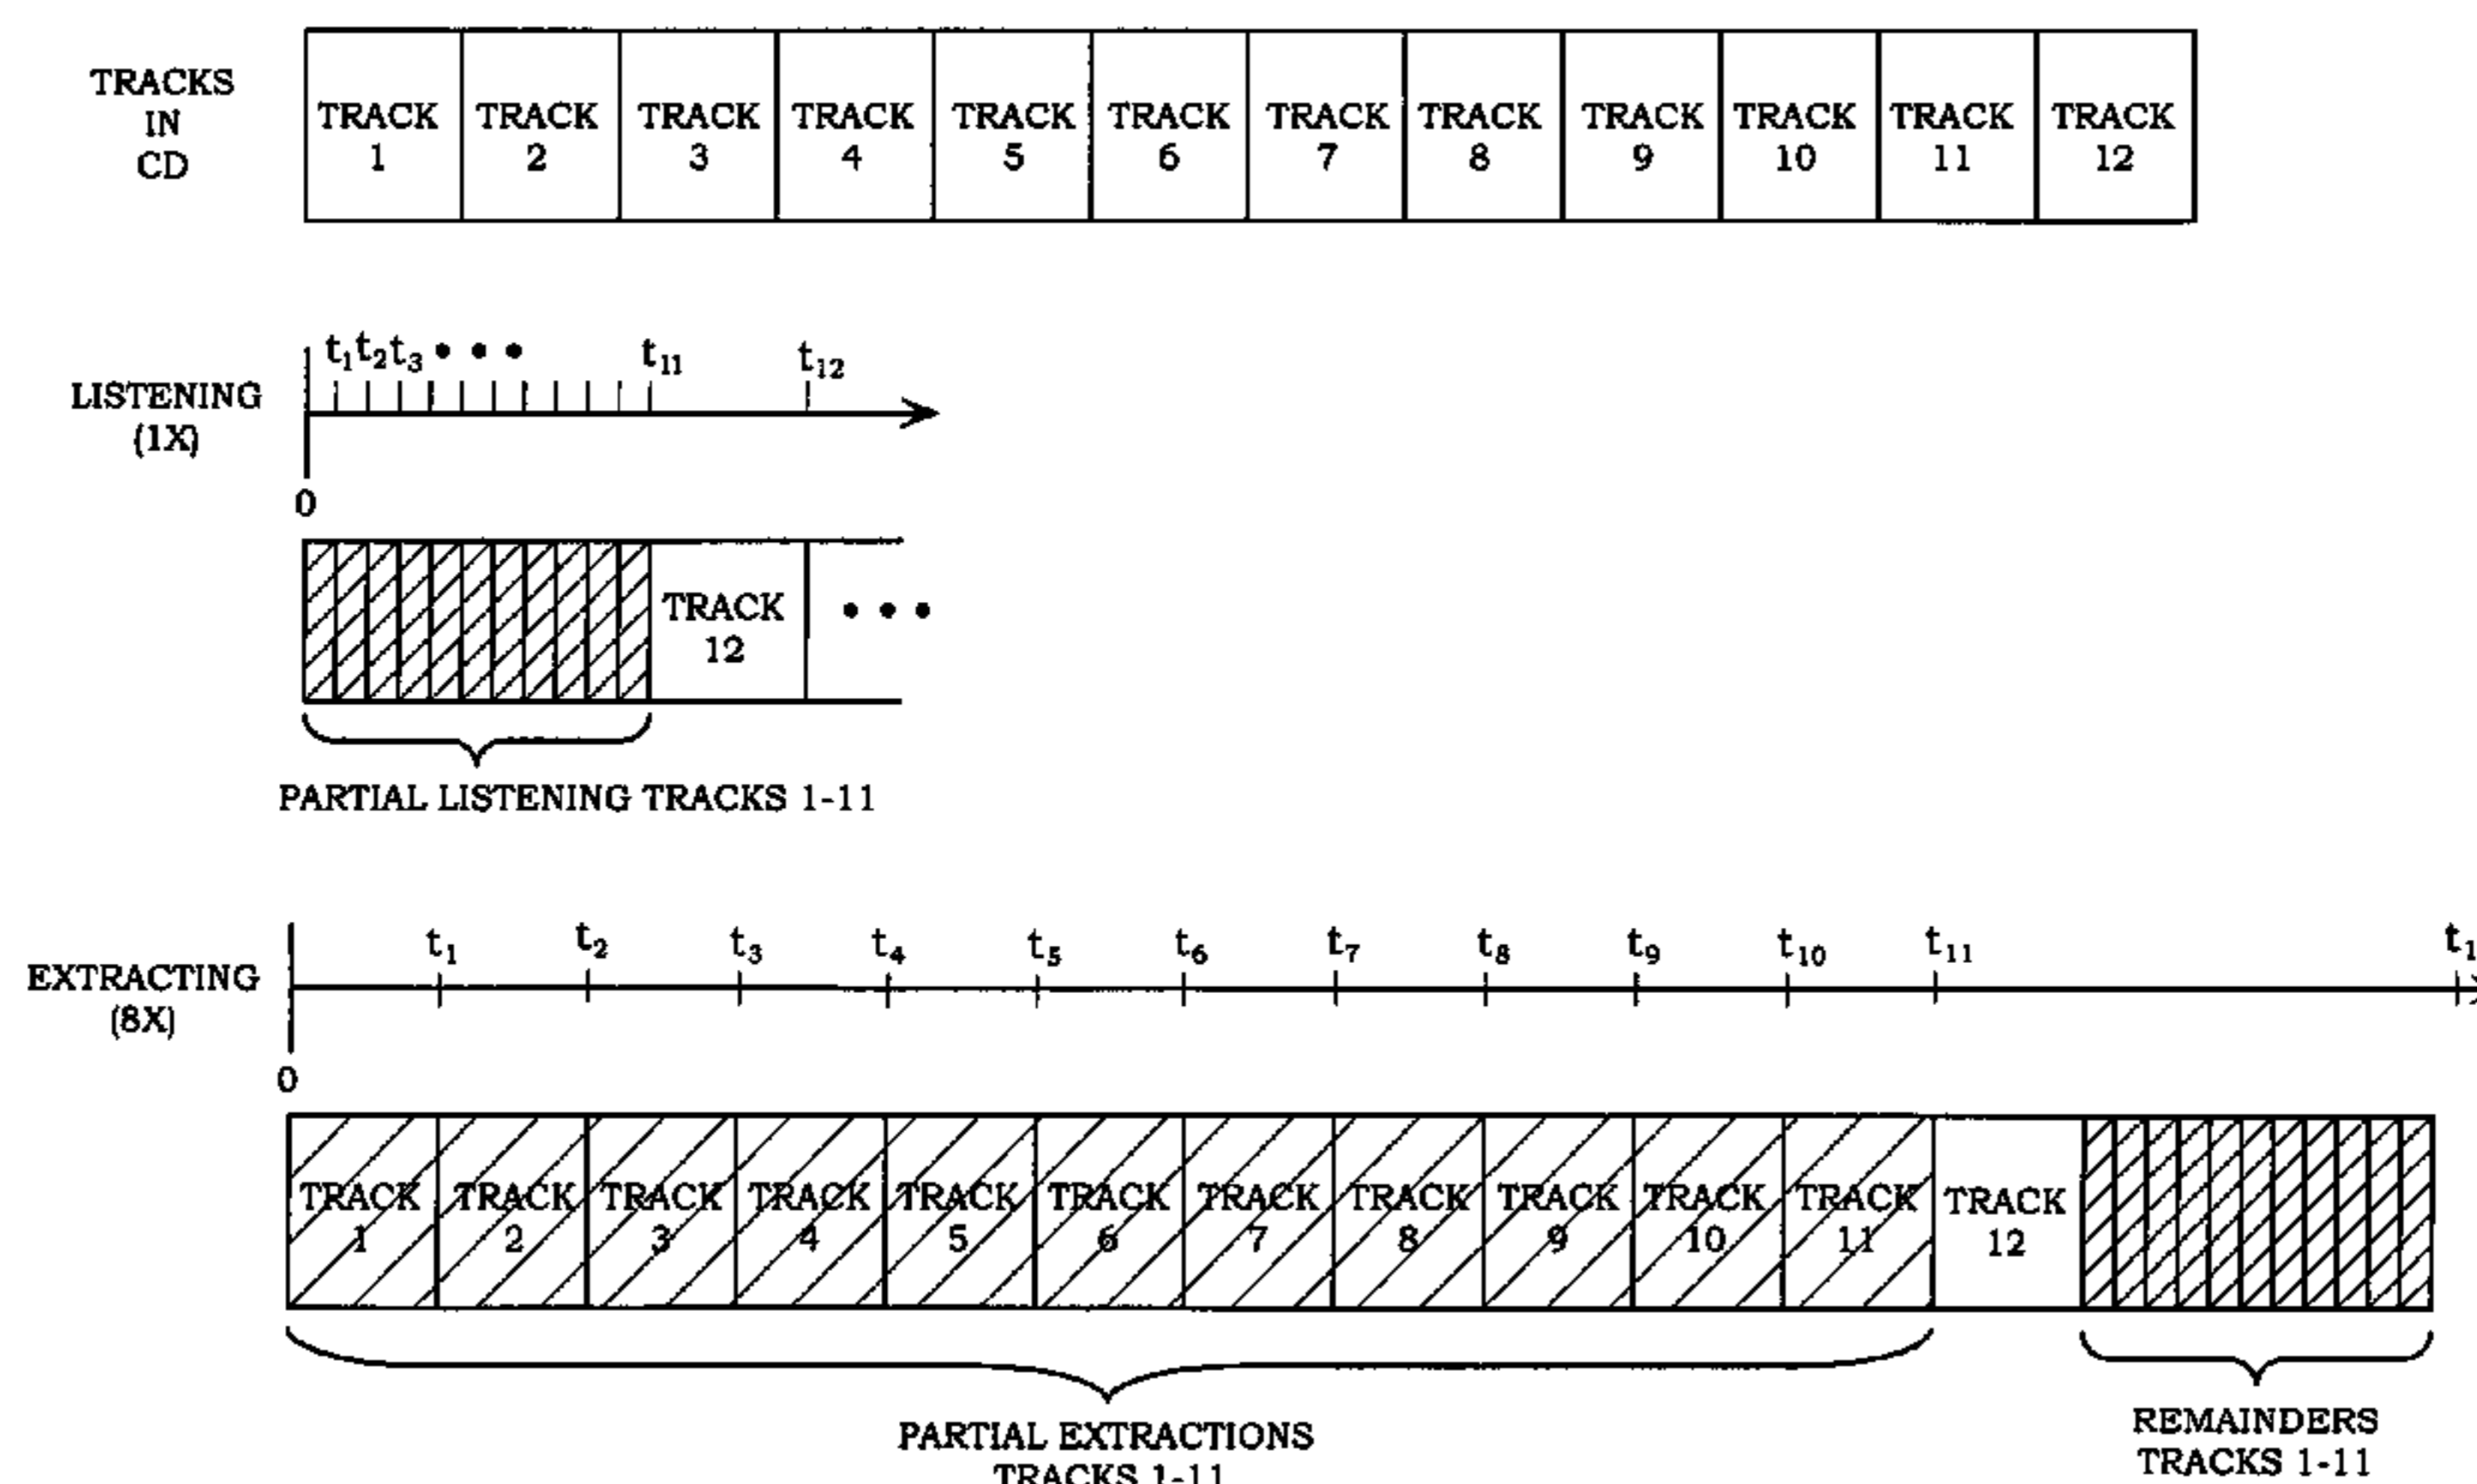 TRACKS
IN
CD
TRACK
1
TRACK
2
TRACK
3
TRACK
4
TRACK
5
TRACK
6
TRACK
7
TRACK
8
TRACK
9
TRACK
10
TRACK
11
TRACK
12
LISTENING
(1X)
t₁ t₂ t₃ • • • t₁₁ t₁₂
0
TRACK
12
• • •
PARTIAL LISTENING TRACKS 1-11
EXTRACTING
(8X)
t₁ t₂ t₃ t₄ t₅ t₆ t₇ t₈ t₉ t₁₀ t₁₁
0
TRACK
1
TRACK
2
TRACK
3
TRACK
4
TRACK
5
TRACK
6
TRACK
7
TRACK
8
TRACK
9
TRACK
10
TRACK
11
TRACK
12
PARTIAL EXTRACTIONS
TRACKS 1-11
REMAINDERS
TRACKS 1-11